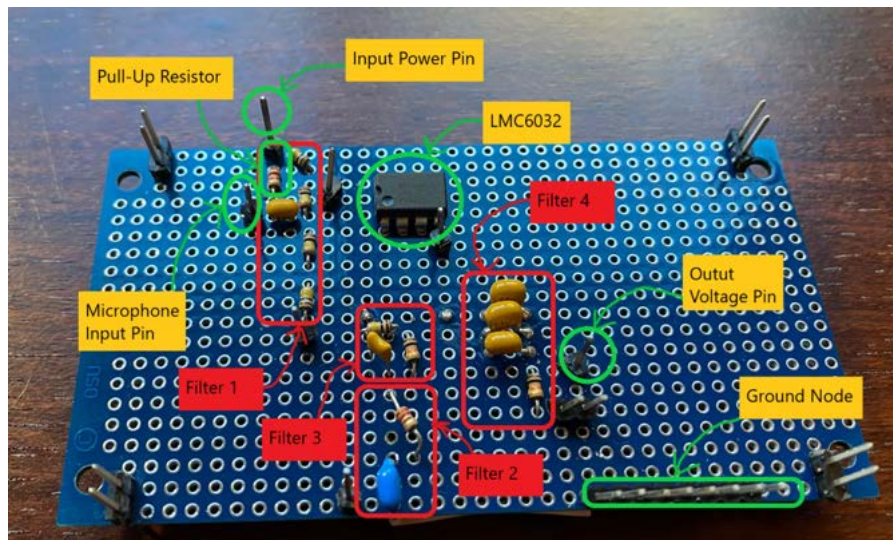 Input Power Pin
Pull-Up Resistor
LMC6032
Filter 4
Outut
Voltage Pin
Microphone
Input Pin
Filter 1
Ground Node
Filter 3
Filter 2